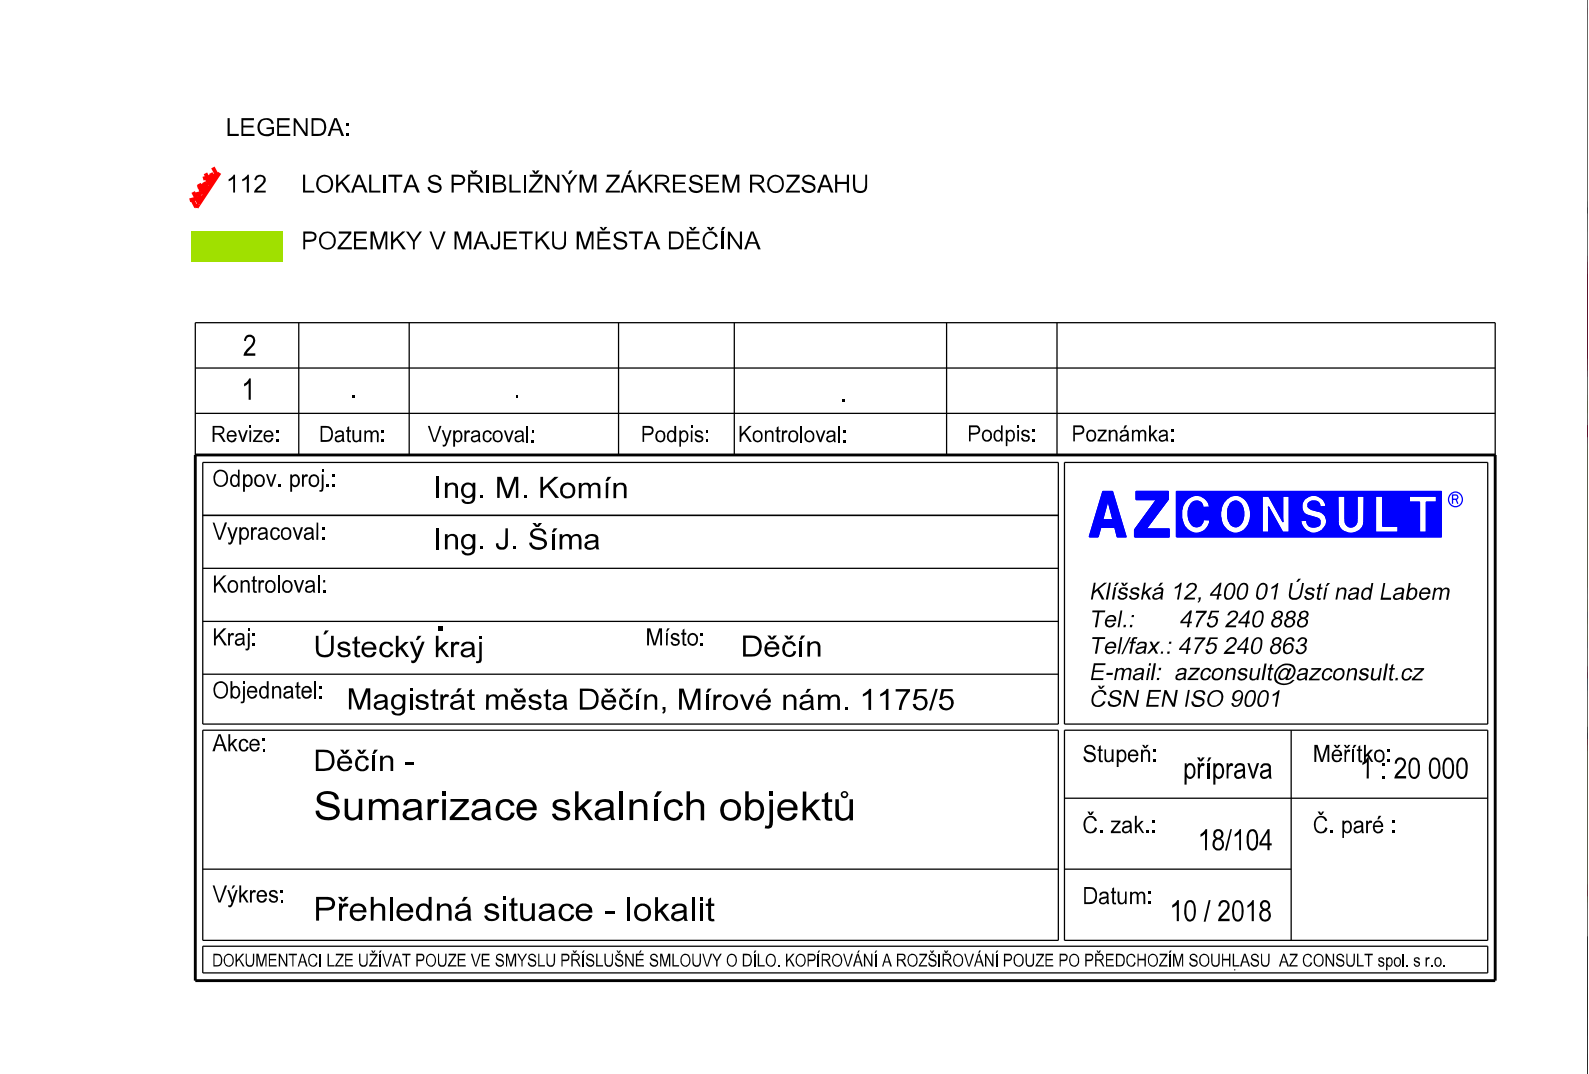 LEGENDA:
112 LOKALITA S PŘIBLIŽNÝM ZÁKRESEM ROZSAHU
POZEMKY V MAJETKU MĚSTA DĚČÍNA
2
1 . . .
Revize: Datum: Vypracoval: Podpis: Kontroloval: Podpis: Poznámka:
Odpov. proj.: Ing. M. Komín
Vypracoval: Ing. J. Šíma
Kontroloval:
Kraj: Ústecký kraj Místo: Děčín
Objednatel: Magistrát města Děčín, Mírové nám. 1175/5
AZ CONSULT®
Klíšská 12, 400 01 Ústí nad Labem
Tel.: 475 240 888
Tel/fax.: 475 240 863
E-mail: azconsult@azconsult.cz
ČSN EN ISO 9001
Akce: Děčín -
Sumarizace skalních objektů
Výkres: Přehledná situace - lokalit
Stupeň: příprava
Měřítko: 1 : 20 000
Č. zak.: 18/104
Č. paré :
Datum: 10 / 2018
DOKUMENTACI LZE UŽÍVAT POUZE VE SMYSLU PŘÍSLUŠNÉ SMLOUVY O DÍLO. KOPÍROVÁNÍ A ROZŠIŘOVÁNÍ POUZE PO PŘEDCHOZÍM SOUHLASU AZ CONSULT spol. s r.o.